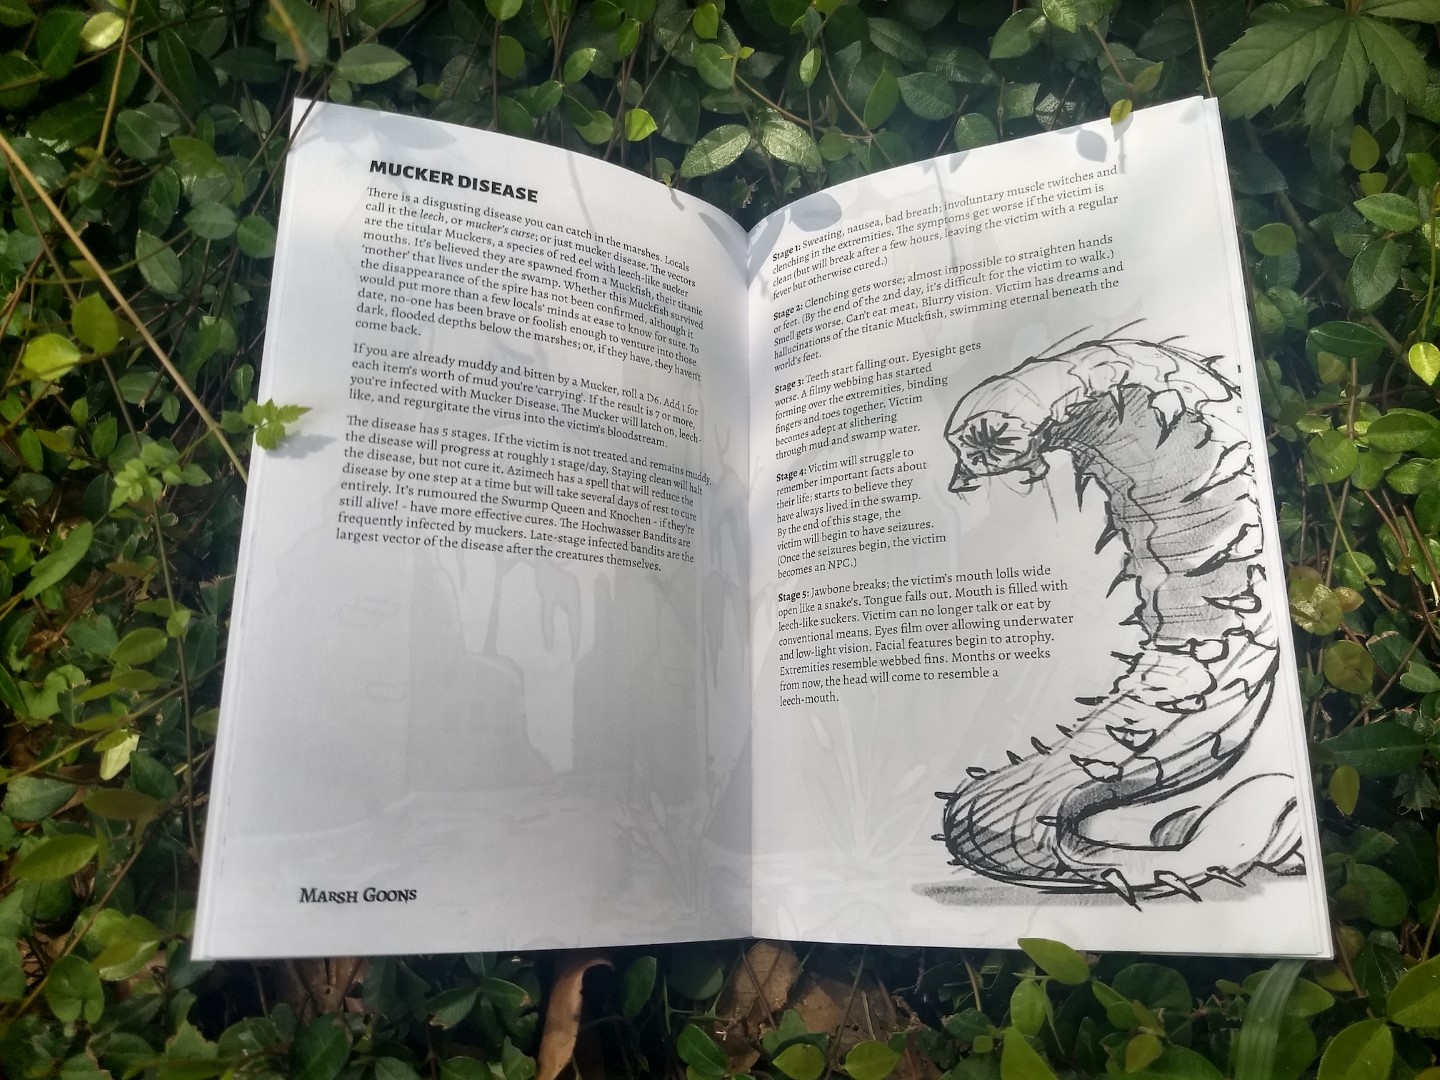 MUCKER DISEASE
There is a disgusting disease you can catch in the marshes. Locals
call it the leech, or mucker's curse; or just mucker disease. The vectors
are the titular Muckers, a species of red eel with leech-like sucker
mouths. It's believed they are spawned from a Muckfish, their titanic
'mother' that lives under the swamp. Whether this Muckfish survived
the disappearance of the spire has not been confirmed, although it
would put more than a few locals' minds at ease to know for sure. To
date, no-one has been brave or foolish enough to venture into those
dark, flooded depths below the marshes; or, if they have, they haven't
come back.
If you are already muddy and bitten by a Mucker, roll a D6. Add 1 for
each item's worth of mud you're 'carrying'. If the result is 7 or more,
you're infected with Mucker Disease. The Mucker will latch on, leech-
like, and regurgitate the virus into the victim's bloodstream.
The disease has 5 stages. If the victim is not treated and remains muddy,
the disease will progress at roughly 1 stage/day. Staying clean will halt
the disease, but not cure it. Azimech has a spell that will reduce the
disease by one step at a time but will take several days of rest to cure
entirely. It's rumoured the Swurmp Queen and Knochen - if they're
still alive! - have more effective cures. The Hochwasser Bandits are
frequently infected by muckers. Late-stage infected bandits are the
largest vector of the disease after the creatures themselves.
MARSH GOONS
Stage 1: Sweating, nausea, bad breath; involuntary muscle twitches and
clenching in the extremities. The symptoms get worse if the victim is
clean (but will break after a few hours, leaving the victim with a regular
fever but otherwise cured.)
Stage 2: Clenching gets worse; almost impossible to straighten hands
or feet. (By the end of the 2nd day, it's difficult for the victim to walk.)
Smell gets worse. Can't eat meat. Blurry vision. Victim has dreams and
hallucinations of the titanic Muckfish, swimming eternal beneath the
world's feet.
Stage 3: Teeth start falling out. Eyesight gets
worse. A filmy webbing has started
forming over the extremities, binding
fingers and toes together. Victim
becomes adept at slithering
through mud and swamp water.
Stage 4: Victim will struggle to
remember important facts about
their life; starts to believe they
have always lived in the swamp.
By the end of this stage, the
victim will begin to have seizures.
(Once the seizures begin, the victim
becomes an NPC.)
Stage 5: Jawbone breaks; the victim's mouth lolls wide
open like a snake's. Tongue falls out. Mouth is filled with
leech-like suckers. Victim can no longer talk or eat by
conventional means. Eyes film over allowing underwater
and low-light vision. Facial features begin to atrophy.
Extremities resemble webbed fins. Months or weeks
from now, the head will come to resemble a
leech-mouth.